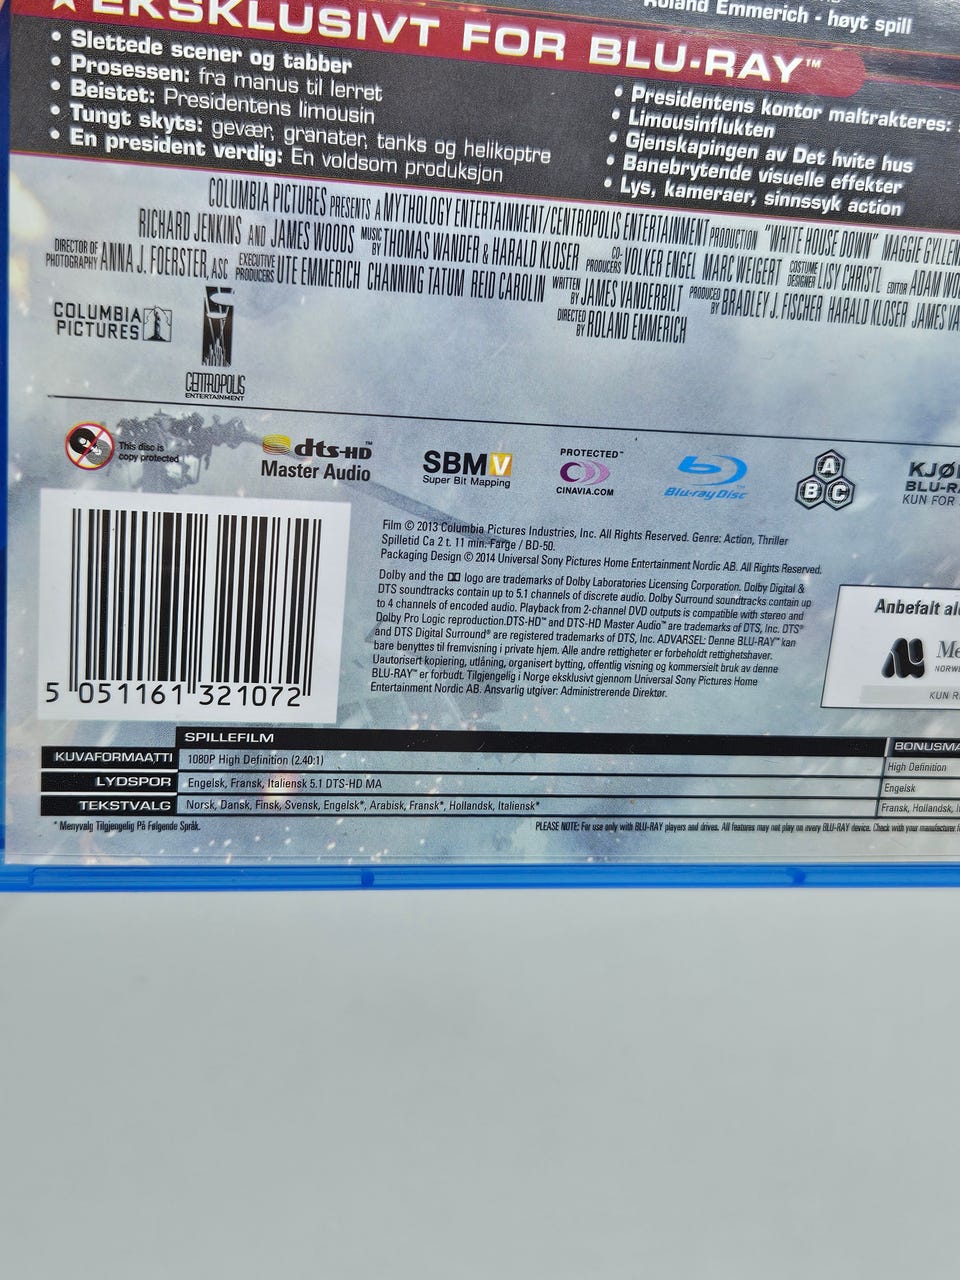 Roland Emmerich - høyt spill
EKSKLUSIVT FOR BLU-RAY™
• Slettede scener og tabber
• Prosessen: fra manus til lerret
• Beistet: Presidentens limousin
• Tungt skyts: gevær, granater, tanks og helikoptre
• En president verdig: En voldsom produksjon
• Presidentens kontor maltrakteres:
• Limousinflukten
• Gjenskapingen av Det hvite hus
• Banebrytende visuelle effekter
• Lys, kameraer, sinnssyk action
COLUMBIA PICTURES PRESENTS A MYTHOLOGY ENTERTAINMENT/CENTROPOLIS ENTERTAINMENT PRODUCTION "WHITE HOUSE DOWN" MAGGIE GYLLEN
RICHARD JENKINS AND JAMES WOODS MUSIC BY THOMAS WANDER & HARALD KLOSER CO-PRODUCERS VOLKER ENGEL MARC WEIGERT COSTUME DESIGNER LISY CHRISTL EDITOR ADAM WO
DIRECTOR OF PHOTOGRAPHY ANNA J. FOERSTER, ASC EXECUTIVE PRODUCERS UTE EMMERICH CHANNING TATUM REID CAROLIN WRITTEN BY JAMES VANDERBILT PRODUCED BY BRADLEY J. FISCHER HARALD KLOSER JAMES VA
DIRECTED BY ROLAND EMMERICH
COLUMBIA PICTURES
CENTROPOLIS
ENTERTAINMENT
This disc is
copy protected
dts-HD™
Master Audio
SBMV
Super Bit Mapping
PROTECTED™
CINAVIA.COM
Blu-ray Disc™
A
B C
KJØ
BLU-RA
KUN FOR
Film © 2013 Columbia Pictures Industries, Inc. All Rights Reserved. Genre: Action, Thriller
Spilletid Ca 2 t. 11 min. Farge / BD-50.
Packaging Design © 2014 Universal Sony Pictures Home Entertainment Nordic AB. All Rights Reserved.
Dolby and the DD logo are trademarks of Dolby Laboratories Licensing Corporation. Dolby Digital &
DTS soundtracks contain up to 5.1 channels of discrete audio. Dolby Surround soundtracks contain up
to 4 channels of encoded audio. Playback from 2-channel DVD outputs is compatible with stereo and
Dolby Pro Logic reproduction.DTS-HD™ and DTS-HD Master Audio™ are trademarks of DTS, Inc. DTS®
and DTS Digital Surround® are registered trademarks of DTS, Inc. ADVARSEL: Denne BLU-RAY™ kan
bare benyttes til fremvisning i private hjem. Alle andre rettigheter er forbeholdt rettighetshaver.
Uautorisert kopiering, utlåning, organisert bytting, offentlig visning og kommersielt bruk av denne
BLU-RAY™ er forbudt. Tilgjengelig i Norge eksklusivt gjennom Universal Sony Pictures Home
Entertainment Nordic AB. Ansvarlig utgiver: Administrerende Direktør.
Anbefalt al
Me
NORW
KUN R
5 051161 321072
SPILLEFILM
BONUSMA
KUVAFORMAATTI 1080P High Definition (2.40:1)
High Definition
LYDSPOR Engelsk, Fransk, Italiensk 5.1 DTS-HD MA
Engelsk
TEKSTVALG Norsk, Dansk, Finsk, Svensk, Engelsk*, Arabisk, Fransk*, Hollandsk, Italiensk*
Fransk, Hollandsk,
* Menyvalg Tilgjengelig På Følgende Språk.
PLEASE NOTE: For use only with BLU-RAY players and drives. All features may not play on every BLU-RAY device. Check with your manufacturer f